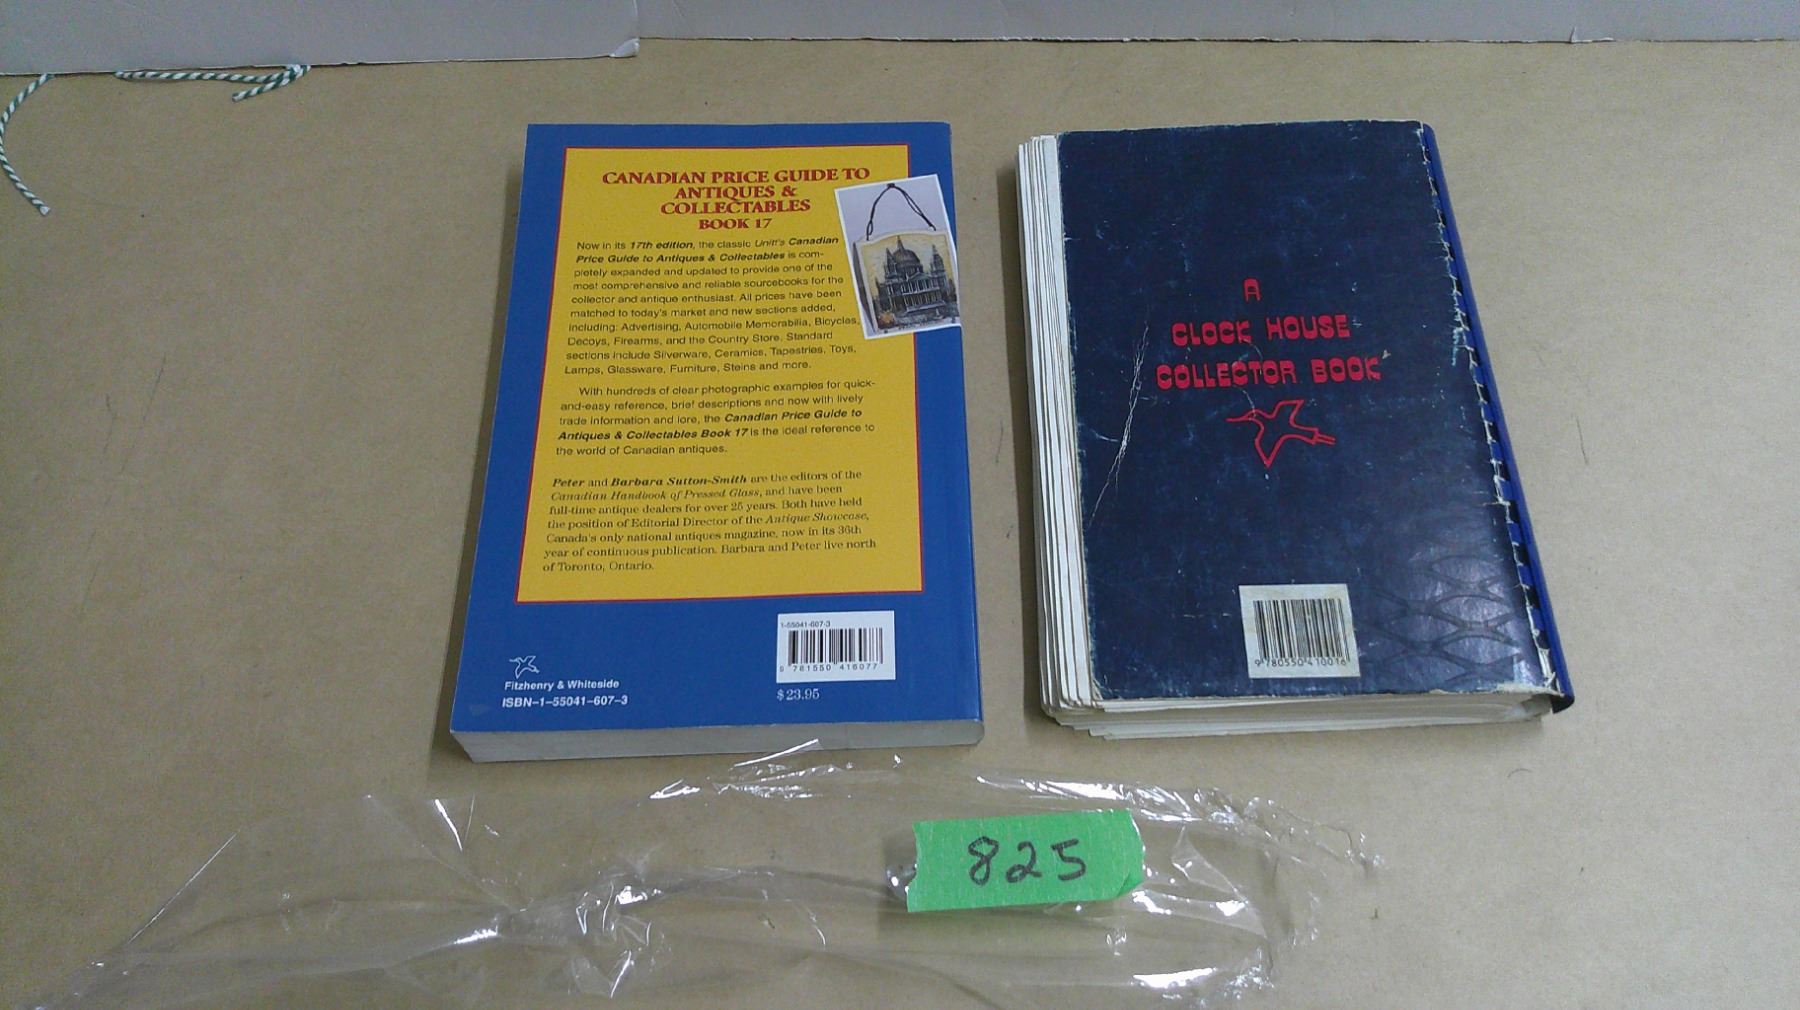 CANADIAN PRICE GUIDE TO
ANTIQUES &
COLLECTABLES
BOOK 17
Now in its 17th edition, the classic Unitt's Canadian
Price Guide to Antiques & Collectables is com-
pletely expanded and updated to provide one of the
most comprehensive and reliable sourcebooks for the
collector and antique enthusiast. All prices have been
matched to today's market and new sections added,
including: Advertising, Automobile Memorabilia, Bicycles,
Decoys, Firearms, and the Country Store. Standard
sections include Silverware, Ceramics, Tapestries, Toys,
Lamps, Glassware, Furniture, Steins and more.
With hundreds of clear photographic examples for quick-
and-easy reference, brief descriptions and now with lively
trade information and lore, the Canadian Price Guide to
Antiques & Collectables Book 17 is the ideal reference to
the world of Canadian antiques.
Peter and Barbara Sutton-Smith are the editors of the
Canadian Handbook of Pressed Glass, and have been
full-time antique dealers for over 25 years. Both have held
the position of Editorial Director of the Antique Showcase,
Canada's only national antiques magazine, now in its 36th
year of continuous publication. Barbara and Peter live north
of Toronto, Ontario.
1-55041-607-3
9 781550 416077
$23.95
Fitzhenry & Whiteside
ISBN-1-55041-607-3
A
CLOCK HOUSE
COLLECTOR BOOK
9 780550 410016
825